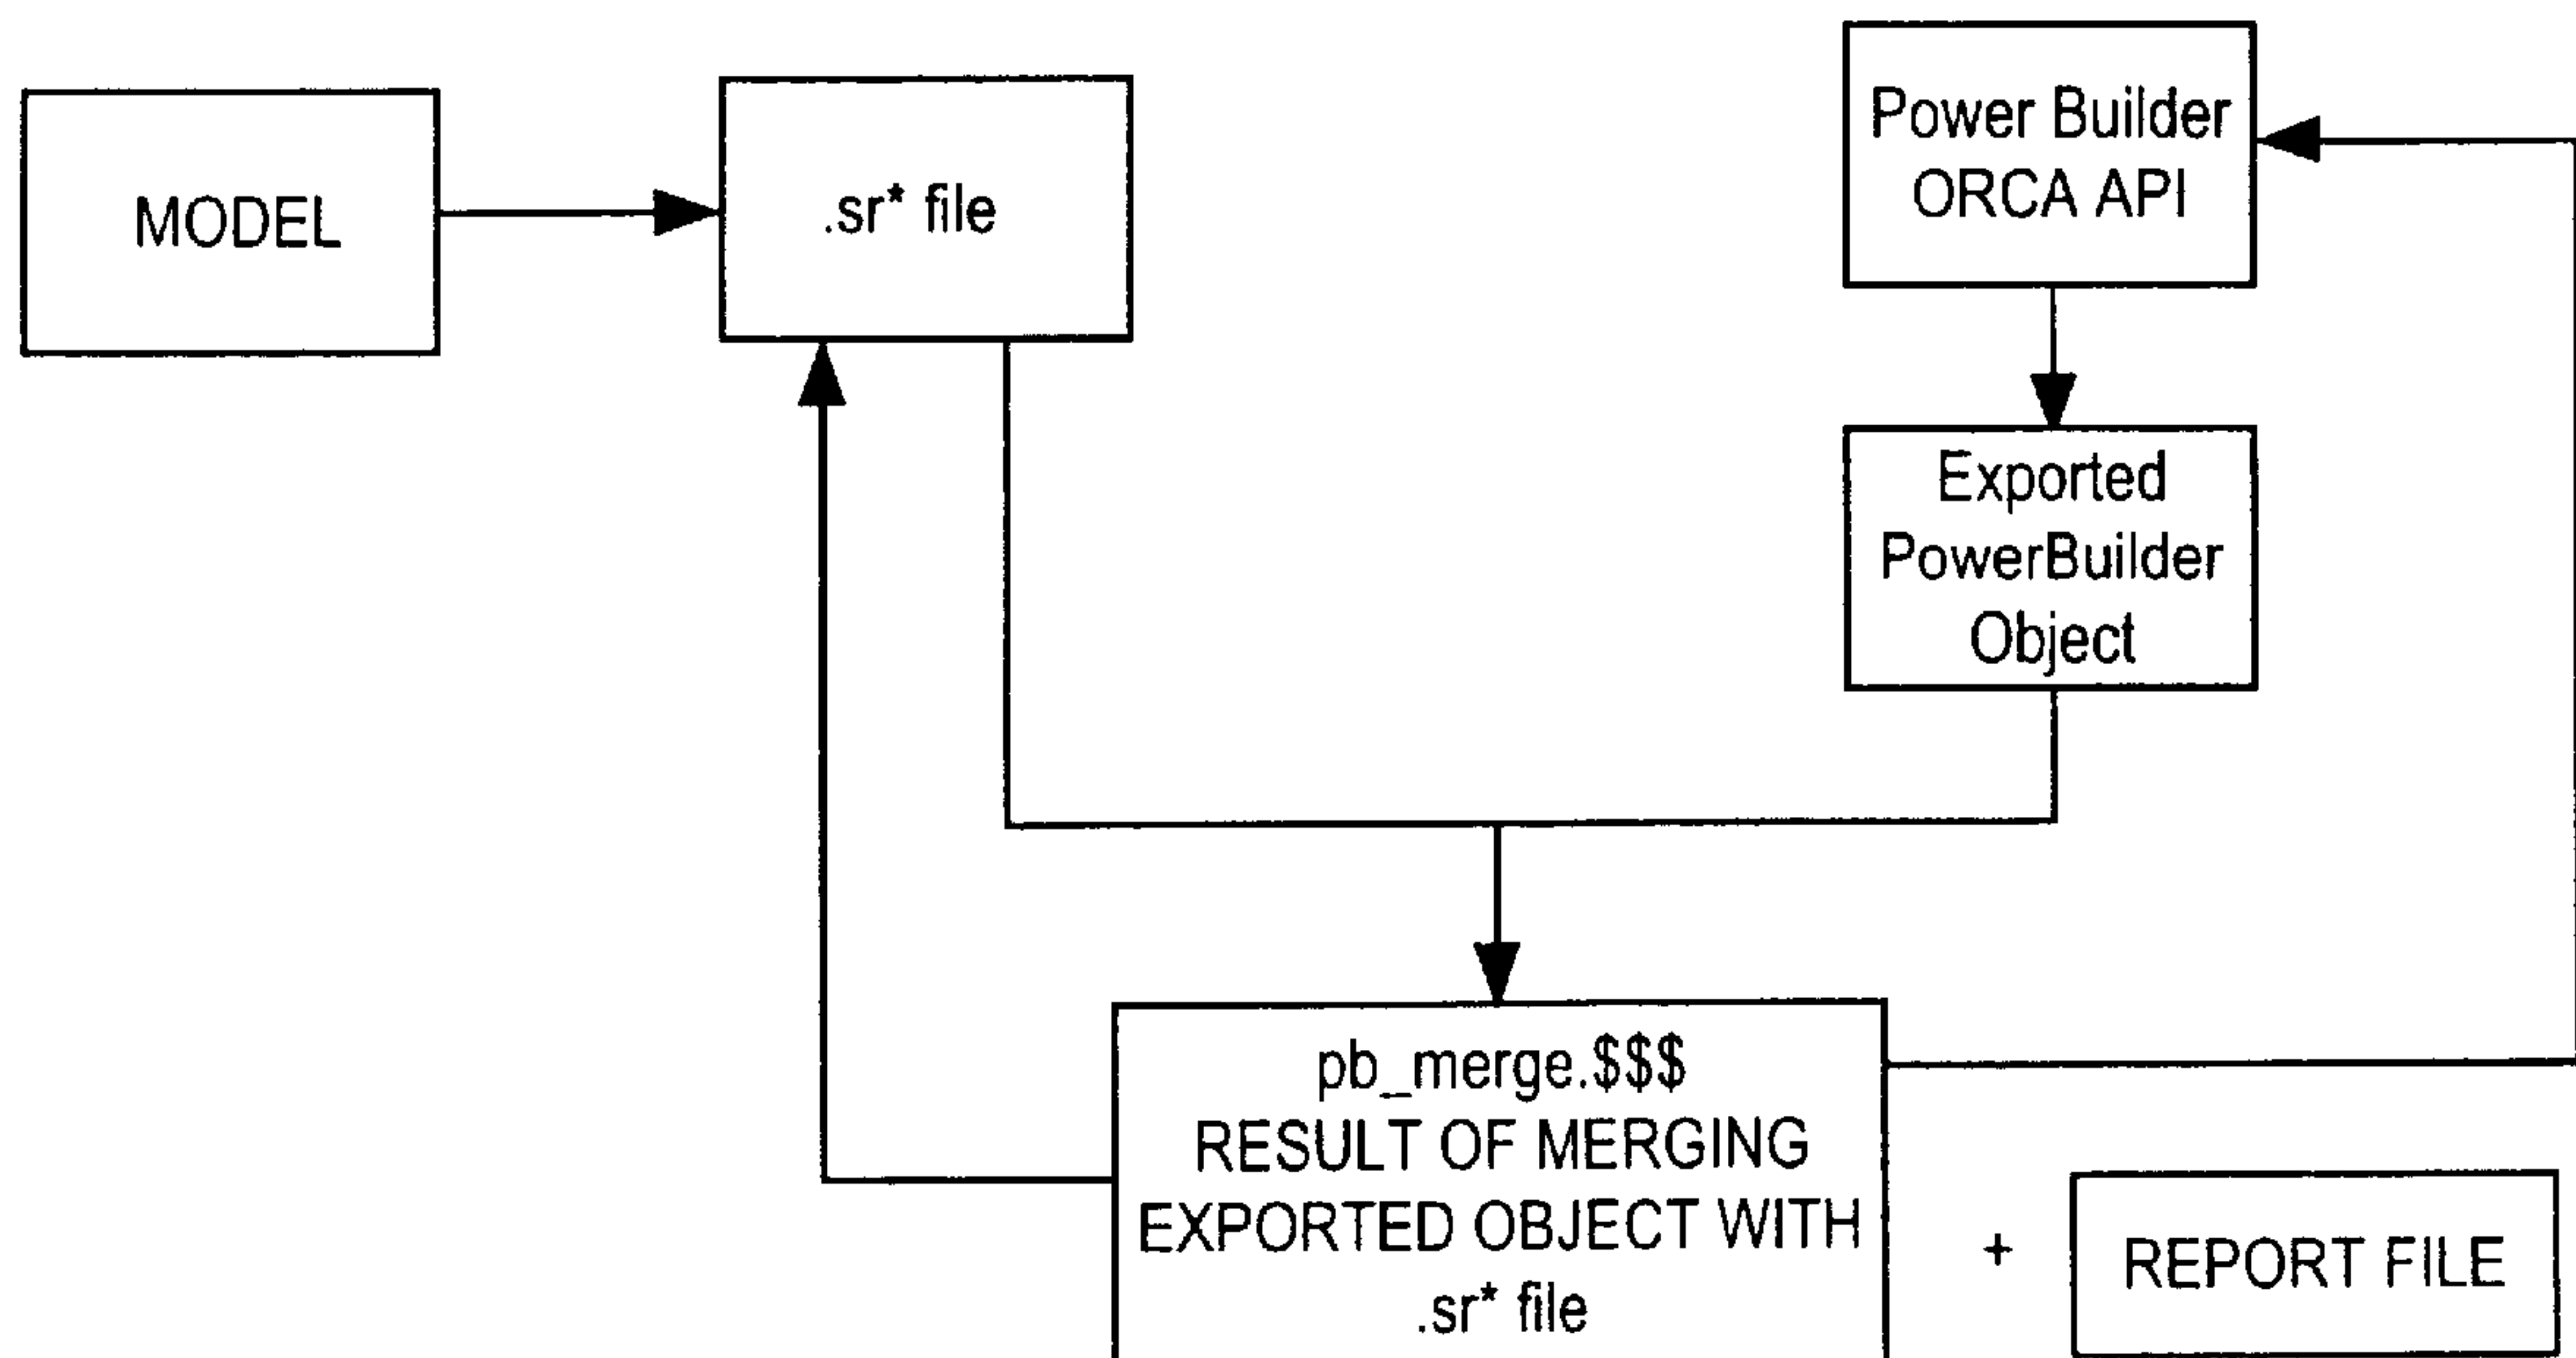 MODEL
.sr* file
Power Builder
ORCA API
Exported
PowerBuilder
Object
pb_merge.$$$
RESULT OF MERGING
EXPORTED OBJECT WITH
.sr* file
+
REPORT FILE